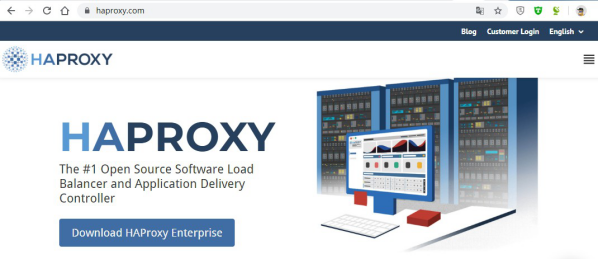 haproxy.com
Blog Customer Login English
HAPROXY
HAPROXY
The #1 Open Source Software Load
Balancer and Application Delivery
Controller
Download HAProxy Enterprise